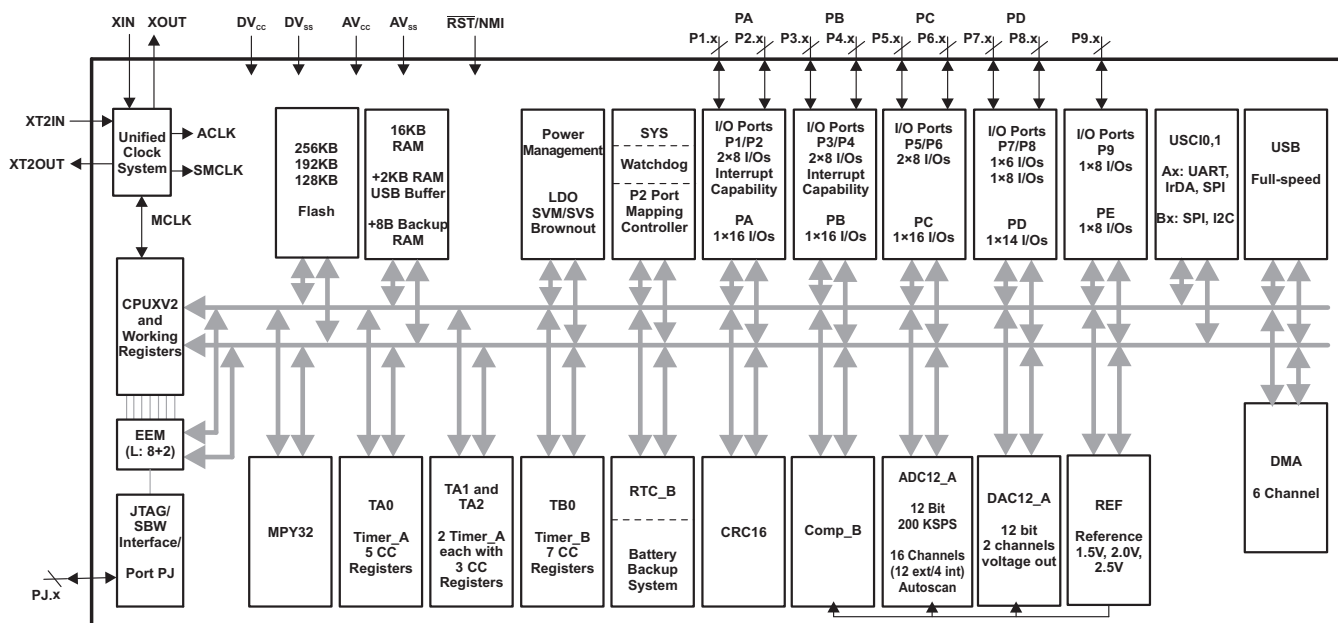 XIN XOUT DVCC DVSS AVCC AVSS RST/NMI PA PB PC PD
P1.x P2.x P3.x P4.x P5.x P6.x P7.x P8.x P9.x
XT2IN
XT2OUT
Unified
Clock
System
ACLK
SMCLK
MCLK
256KB
192KB
128KB
Flash
16KB
RAM
+2KB RAM
USB Buffer
+8B Backup
RAM
Power
Management
LDO
SVM/SVS
Brownout
SYS
Watchdog
P2 Port
Mapping
Controller
I/O Ports
P1/P2
2×8 I/Os
Interrupt
Capability
PA
1×16 I/Os
I/O Ports
P3/P4
2×8 I/Os
Interrupt
Capability
PB
1×16 I/Os
I/O Ports
P5/P6
2×8 I/Os
PC
1×16 I/Os
I/O Ports
P7/P8
1×6 I/Os
1×8 I/Os
PD
1×14 I/Os
I/O Ports
P9
1×8 I/Os
PE
1×8 I/Os
USCI0,1
Ax: UART,
IrDA, SPI
Bx: SPI, I2C
USB
Full-speed
CPUXV2
and
Working
Registers
EEM
(L: 8+2)
JTAG/
SBW
Interface/
Port PJ
PJ.x
MPY32
TA0
Timer_A
5 CC
Registers
TA1 and
TA2
2 Timer_A
each with
3 CC
Registers
TB0
Timer_B
7 CC
Registers
RTC_B
Battery
Backup
System
CRC16
Comp_B
ADC12_A
12 Bit
200 KSPS
16 Channels
(12 ext/4 int)
Autoscan
DAC12_A
12 bit
2 channels
voltage out
REF
Reference
1.5V, 2.0V,
2.5V
DMA
6 Channel